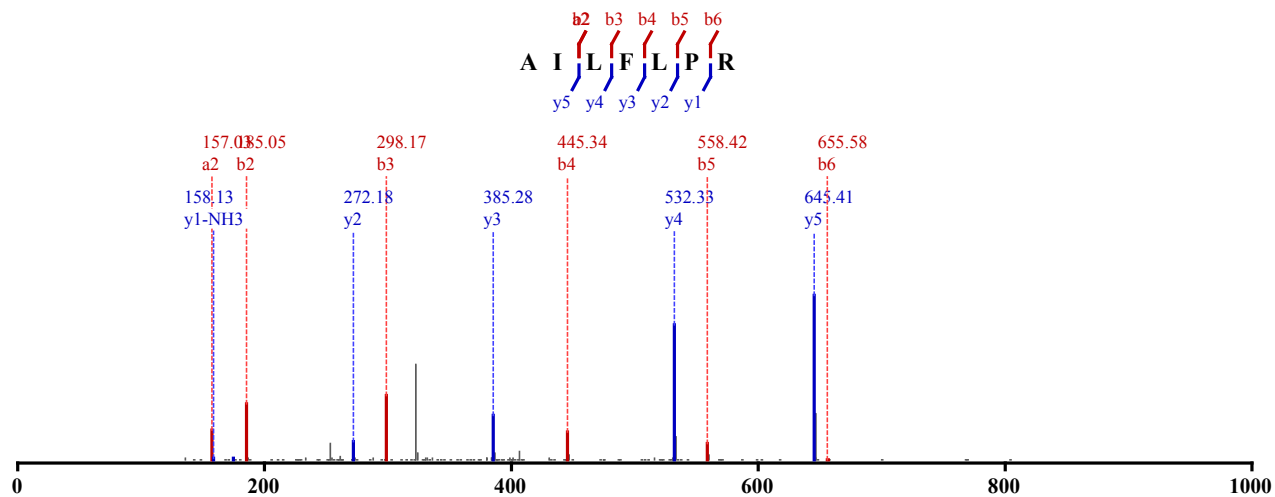 a2 b2 b3 b4 b5 b6
A I L F L P R
y5 y4 y3 y2 y1
157.03 185.05 298.17 445.34 558.42 655.58
a2 b2 b3 b4 b5 b6
158.13 272.18 385.28 532.33 645.41
y1-NH3 y2 y3 y4 y5
0 200 400 600 800 1000